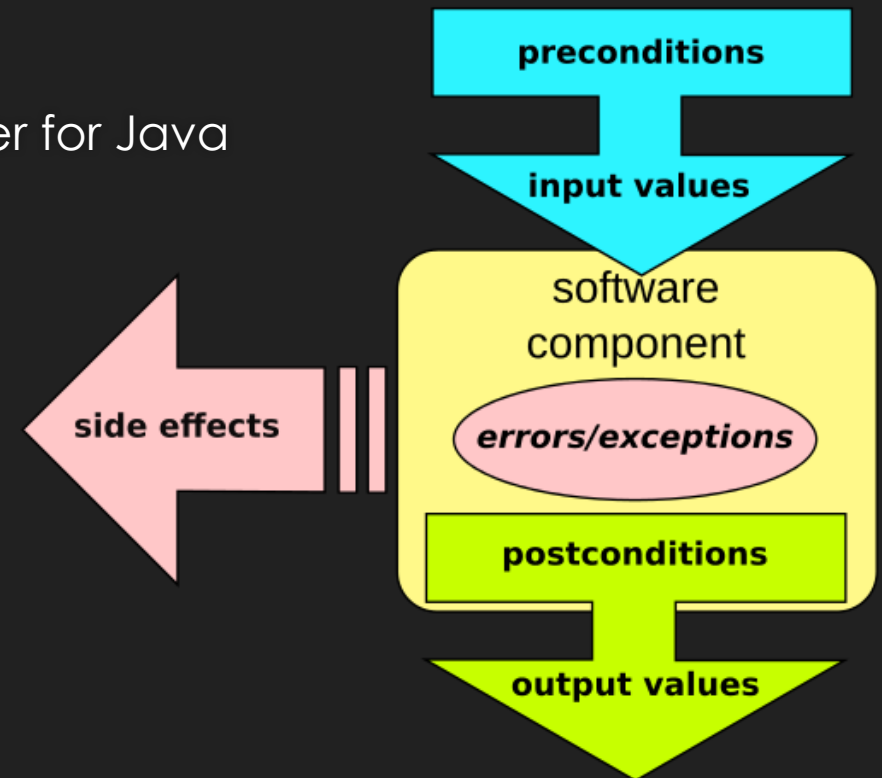 er for Java
preconditions
input values
software
component
errors/exceptions
side effects
postconditions
output values